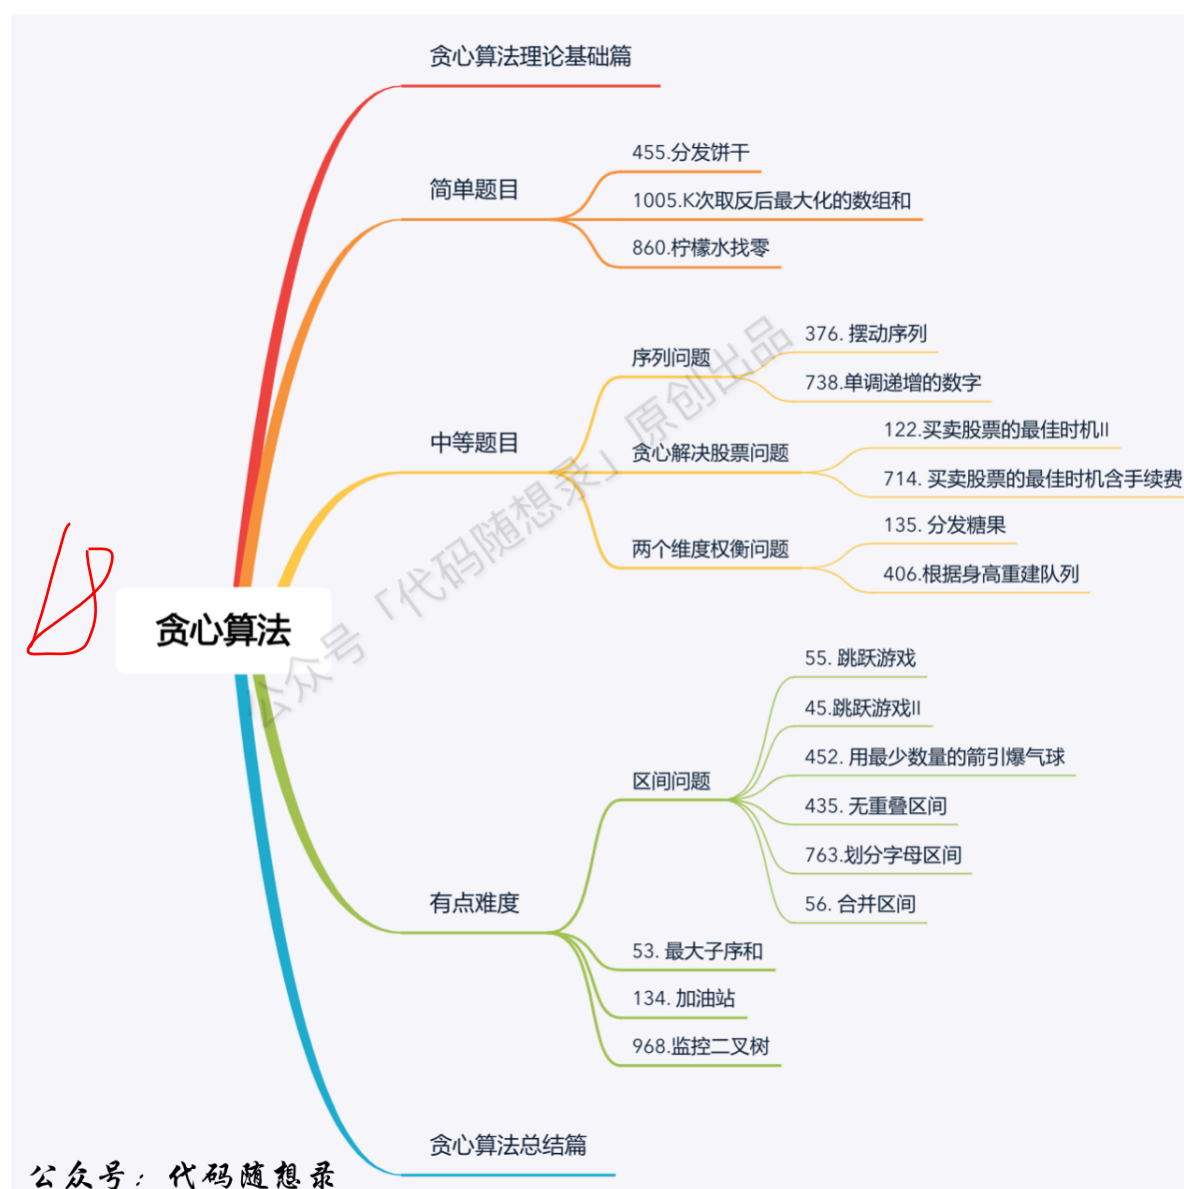 贪心算法理论基础篇
455.分发饼干
简单题目
1005.K次取反后最大化的数组和
860.柠檬水找零
376. 摆动序列
序列问题
738.单调递增的数字
中等题目
122.买卖股票的最佳时机II
贪心解决股票问题
714. 买卖股票的最佳时机含手续费
135. 分发糖果
两个维度权衡问题
406.根据身高重建队列
贪心算法
55. 跳跃游戏
45.跳跃游戏II
452. 用最少数量的箭引爆气球
区间问题
435. 无重叠区间
763.划分字母区间
56. 合并区间
有点难度
53. 最大子序和
134. 加油站
968.监控二叉树
贪心算法总结篇
公众号「代码随想录」原创出品
公众号：代码随想录